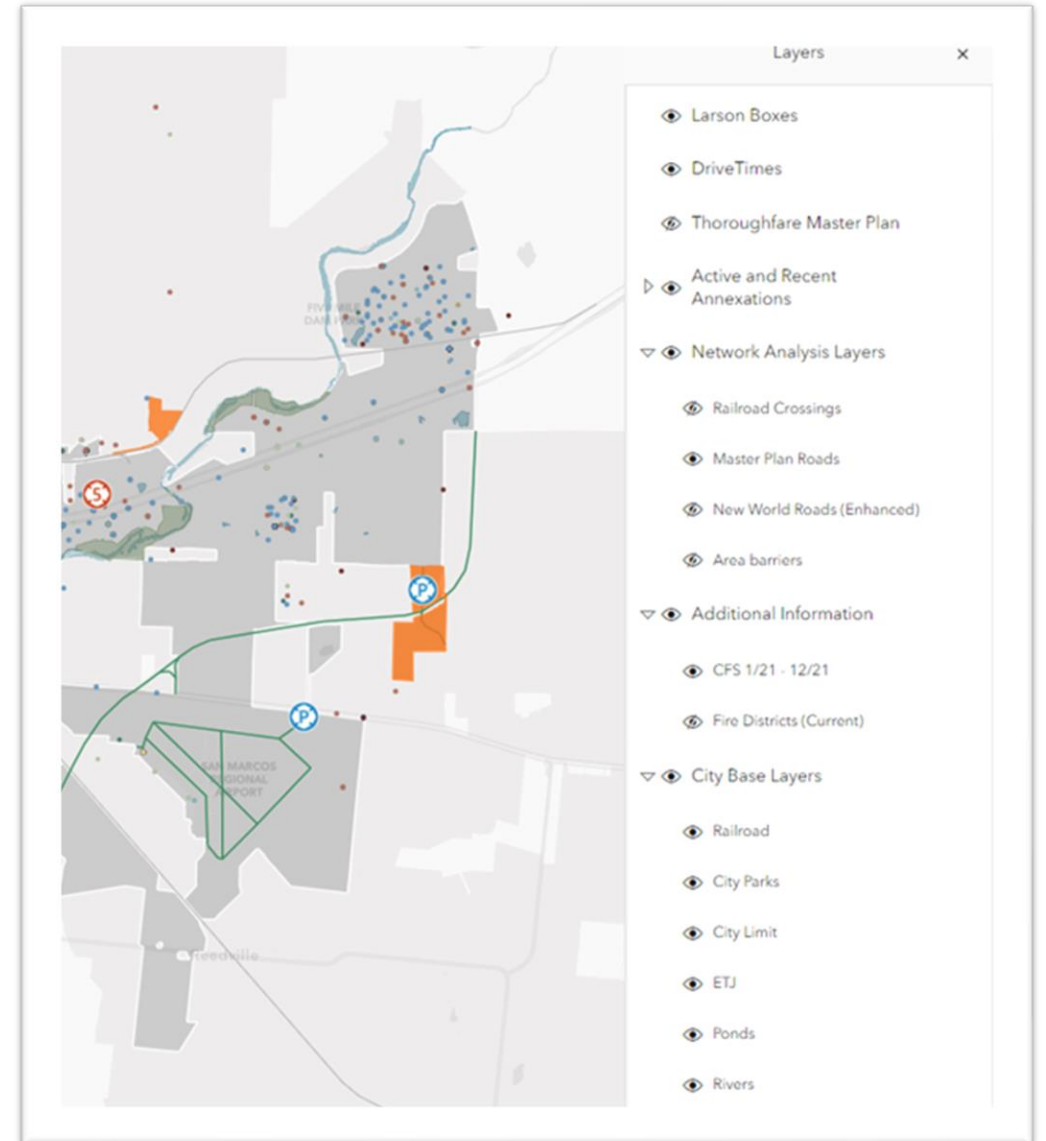 Layers
Larson Boxes
DriveTimes
Thoroughfare Master Plan
Active and Recent
Annexations
Network Analysis Layers
Railroad Crossings
Master Plan Roads
New World Roads (Enhanced)
Area barriers
Additional Information
CFS 1/21 - 12/21
Fire Districts (Current)
City Base Layers
Railroad
City Parks
City Limit
ETJ
Ponds
Rivers
5
P
P
SAN MARCOS
REGIONAL
AIRPORT
Reedville